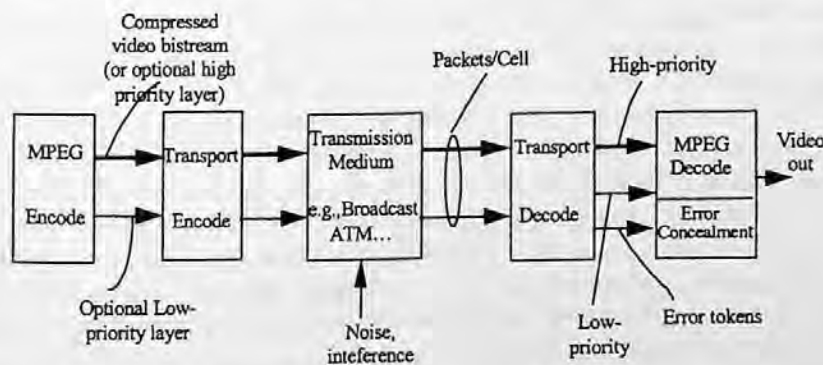 Compressed
video bistream
(or optional high
priority layer)
Packets/Cell
High-priority
MPEG
Encode
Transport
Encode
Transmission
Medium
e.g.,Broadcast
ATM...
Transport
Decode
MPEG
Decode
Error
Concealment
Video
out
Optional Low-
priority layer
Noise,
inteference
Low-
priority
Error tokens